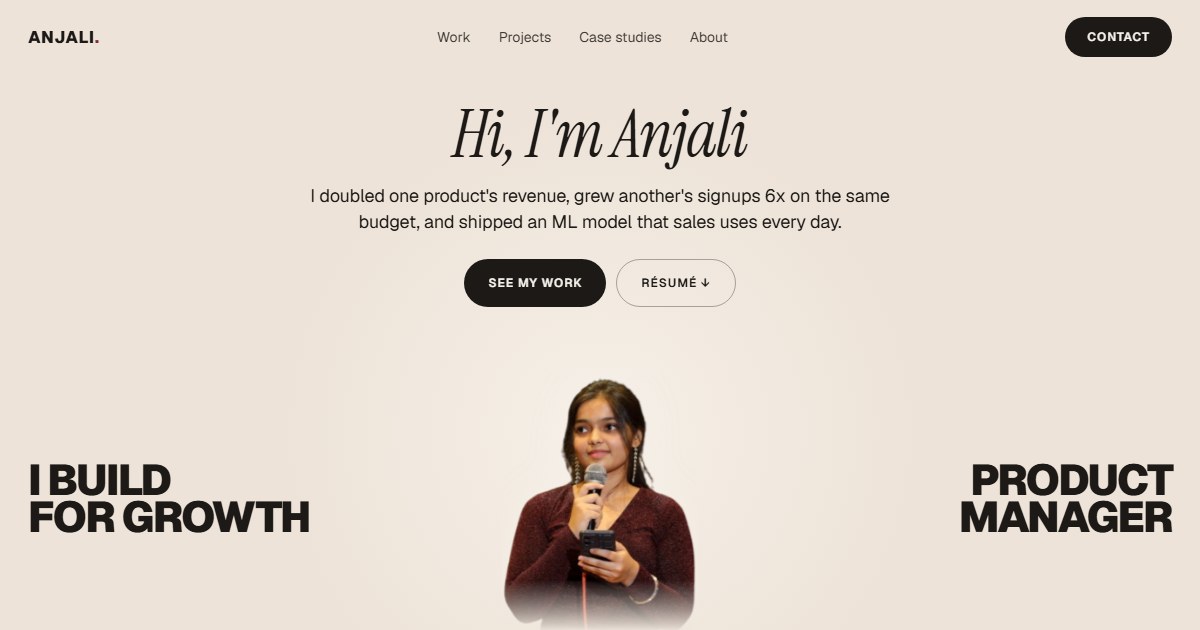 ANJALI.
Work
Projects
Case studies
About
CONTACT
Hi, I'm Anjali
I doubled one product's revenue, grew another's signups 6x on the same
budget, and shipped an ML model that sales uses every day.
SEE MY WORK
RÉSUMÉ ↓
I BUILD
FOR GROWTH
PRODUCT
MANAGER